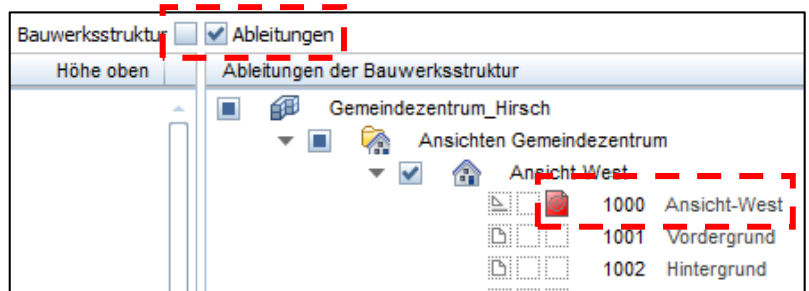 Bauwerksstruktur Ableitungen
Höhe oben Ableitungen der Bauwerksstruktur
Gemeindezentrum_Hirsch
Ansichten Gemeindezentrum
Ansicht West
1000 Ansicht-West
1001 Vordergrund
1002 Hintergrund